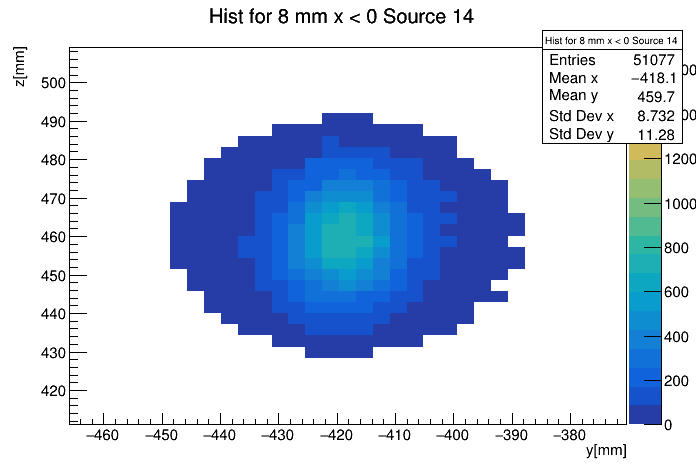 Hist for 8 mm x < 0 Source 14
Hist for 8 mm x < 0 Source 14
Entries 51077
Mean x −418.1
Mean y 459.7
Std Dev x 8.732
Std Dev y 11.28
z[mm]
500
490
480
470
460
450
440
430
420
−460 −450 −440 −430 −420 −410 −400 −390 −380
y[mm]
1200
1000
800
600
400
200
0